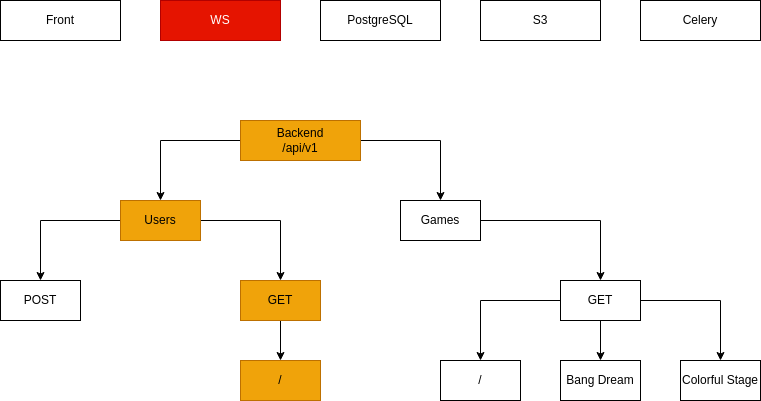 Front
WS
PostgreSQL
S3
Celery
Backend
/api/v1
Users
Games
POST
GET
GET
/
/
Bang Dream
Colorful Stage